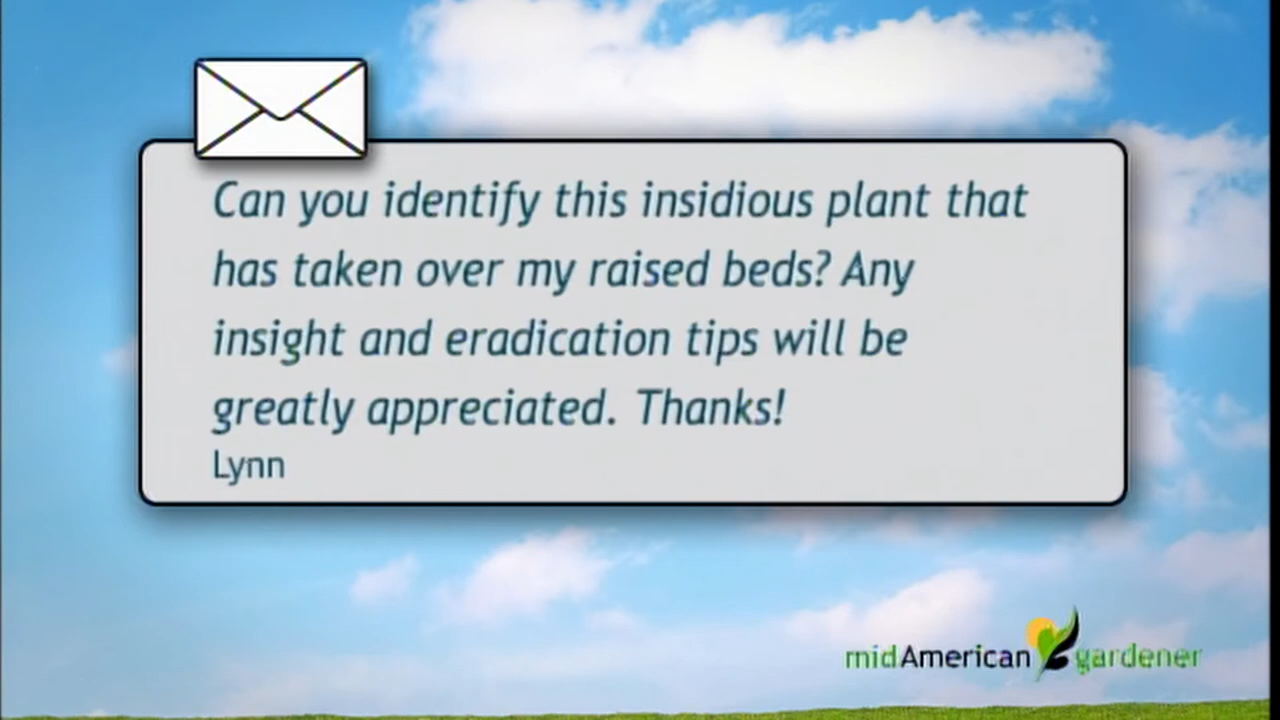 Can you identify this insidious plant that
has taken over my raised beds? Any
insight and eradication tips will be
greatly appreciated. Thanks!
Lynn
midAmerican gardener